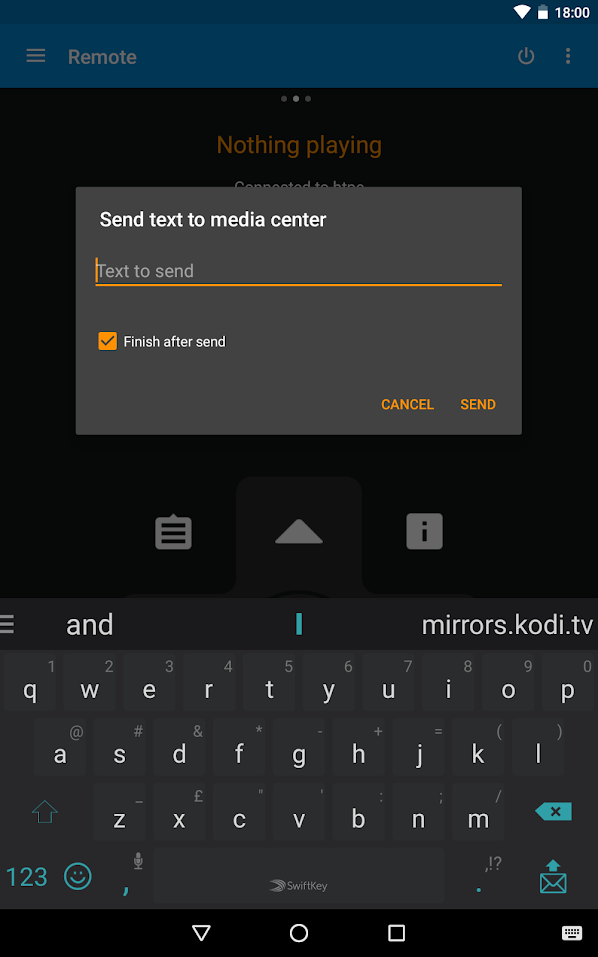 18:00
Remote
Nothing playing
Connected to htpc
Send text to media center
Text to send
Finish after send
CANCEL SEND
and I mirrors.kodi.tv
1 2 3 4 5 6 7 8 9 0
q w e r t y u i o p
@ # & * - + = ( )
a s d f g h j k l
_ £ " ' : ; /
z x c v b n m
123 , SwiftKey . ,!?